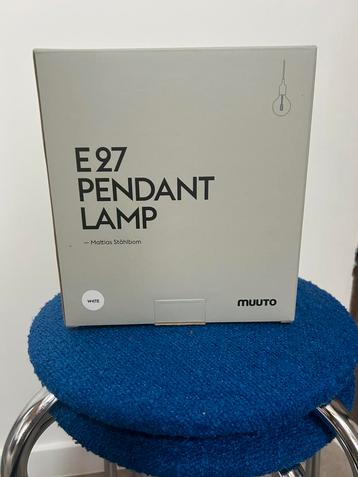 E27
PENDANT
LAMP
— Mattias Ståhlbom
WHITE
muuto